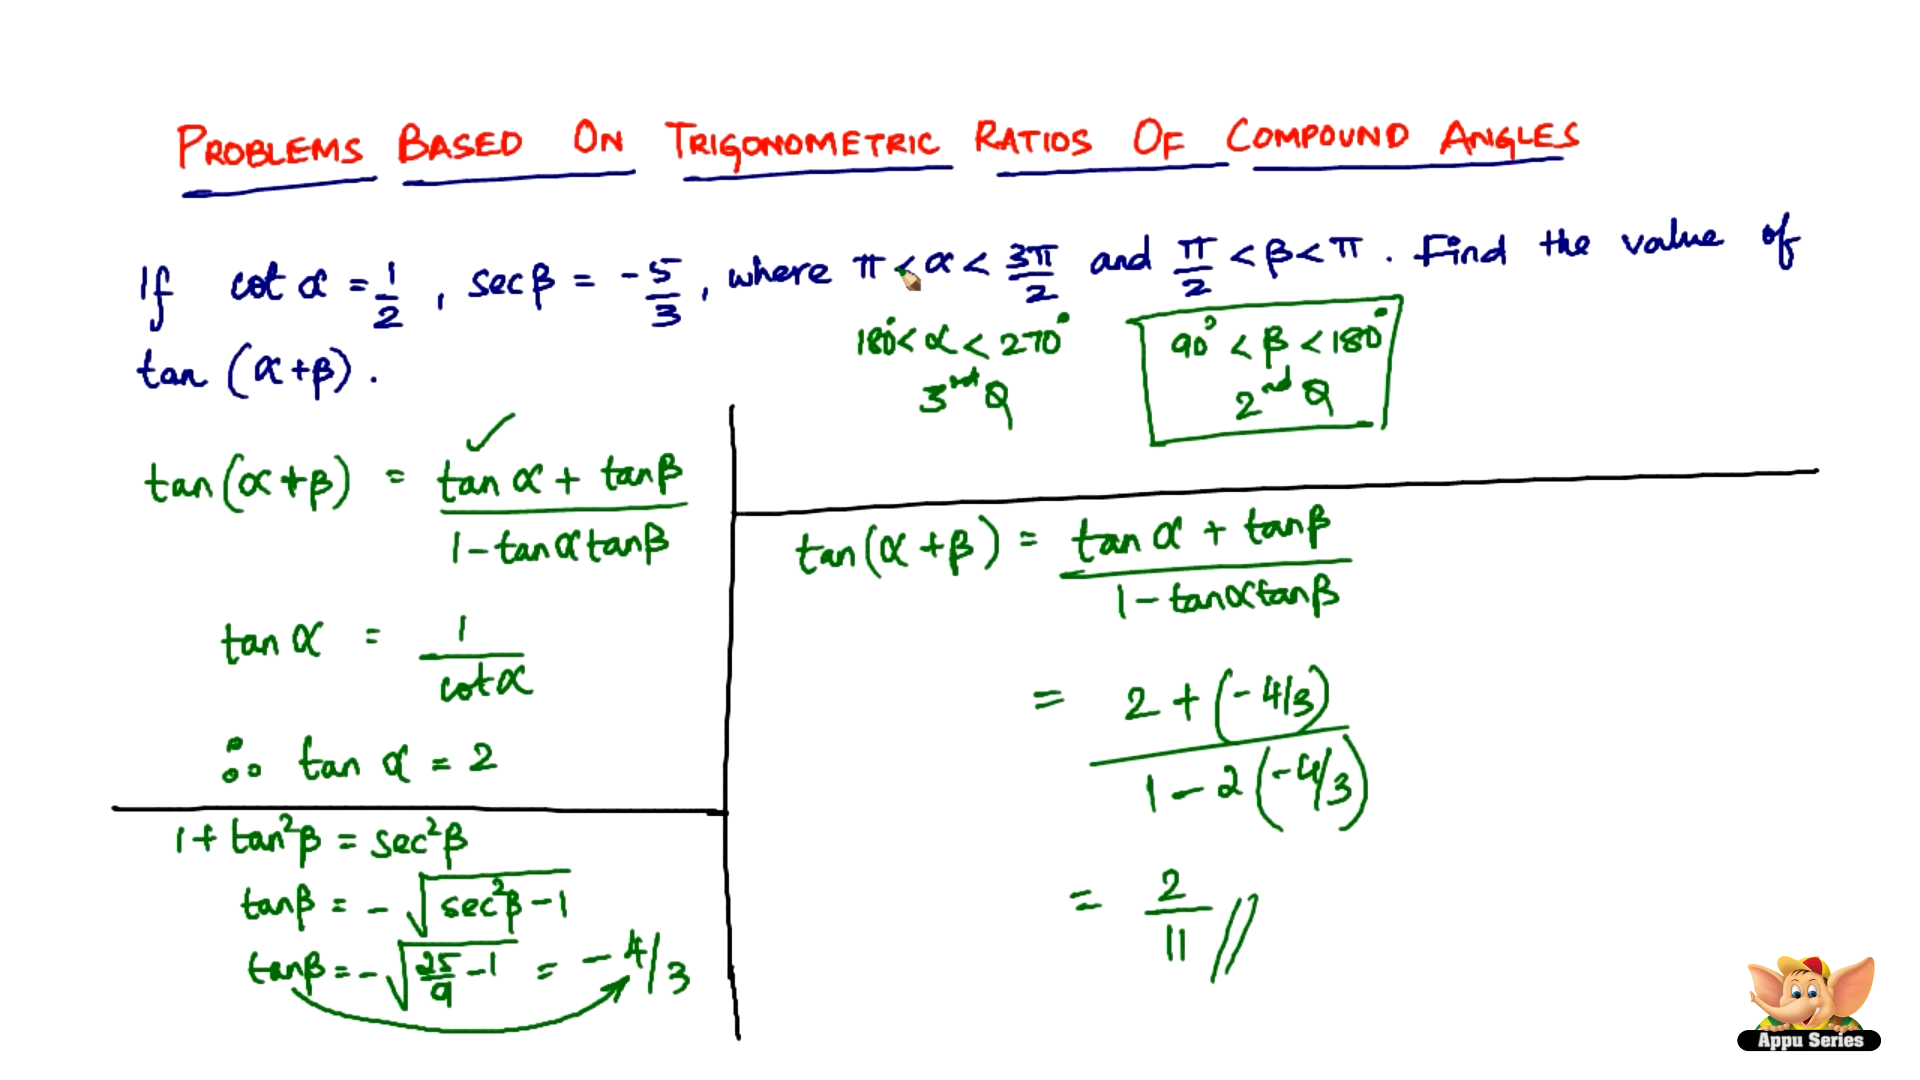 PROBLEMS BASED ON TRIGONOMETRIC RATIOS OF COMPOUND ANGLES
If cot α = 1/2 , sec β = -5/3 , where π < α < 3π/2 and π/2 < β < π . Find the value of
tan (α+β) .
180° < α < 270°
3rd Q
90° < β < 180°
2nd Q
tan(α+β) = (tan α + tan β)/(1 - tan α tan β)
tan α = 1/cot α
∴ tan α = 2
1 + tan²β = sec²β
tan β = - √(sec²β - 1)
tan β = - √(25/9 - 1) = - 4/3
tan(α+β) = (tan α + tan β)/(1 - tan α tan β)
= (2 + (-4/3))/(1 - 2(-4/3))
= 2/11 //
Appu Series